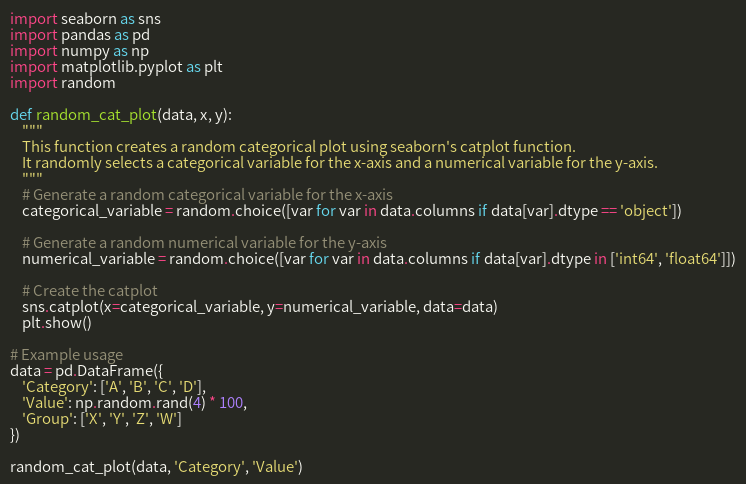 import seaborn as sns
import pandas as pd
import numpy as np
import matplotlib.pyplot as plt
import random

def random_cat_plot(data, x, y):
    """
    This function creates a random categorical plot using seaborn's catplot function.
    It randomly selects a categorical variable for the x-axis and a numerical variable for the y-axis.
    """
    # Generate a random categorical variable for the x-axis
    categorical_variable = random.choice([var for var in data.columns if data[var].dtype == 'object'])

    # Generate a random numerical variable for the y-axis
    numerical_variable = random.choice([var for var in data.columns if data[var].dtype in ['int64', 'float64']])

    # Create the catplot
    sns.catplot(x=categorical_variable, y=numerical_variable, data=data)
    plt.show()

# Example usage
data = pd.DataFrame({
    'Category': ['A', 'B', 'C', 'D'],
    'Value': np.random.rand(4) * 100,
    'Group': ['X', 'Y', 'Z', 'W']
})

random_cat_plot(data, 'Category', 'Value')